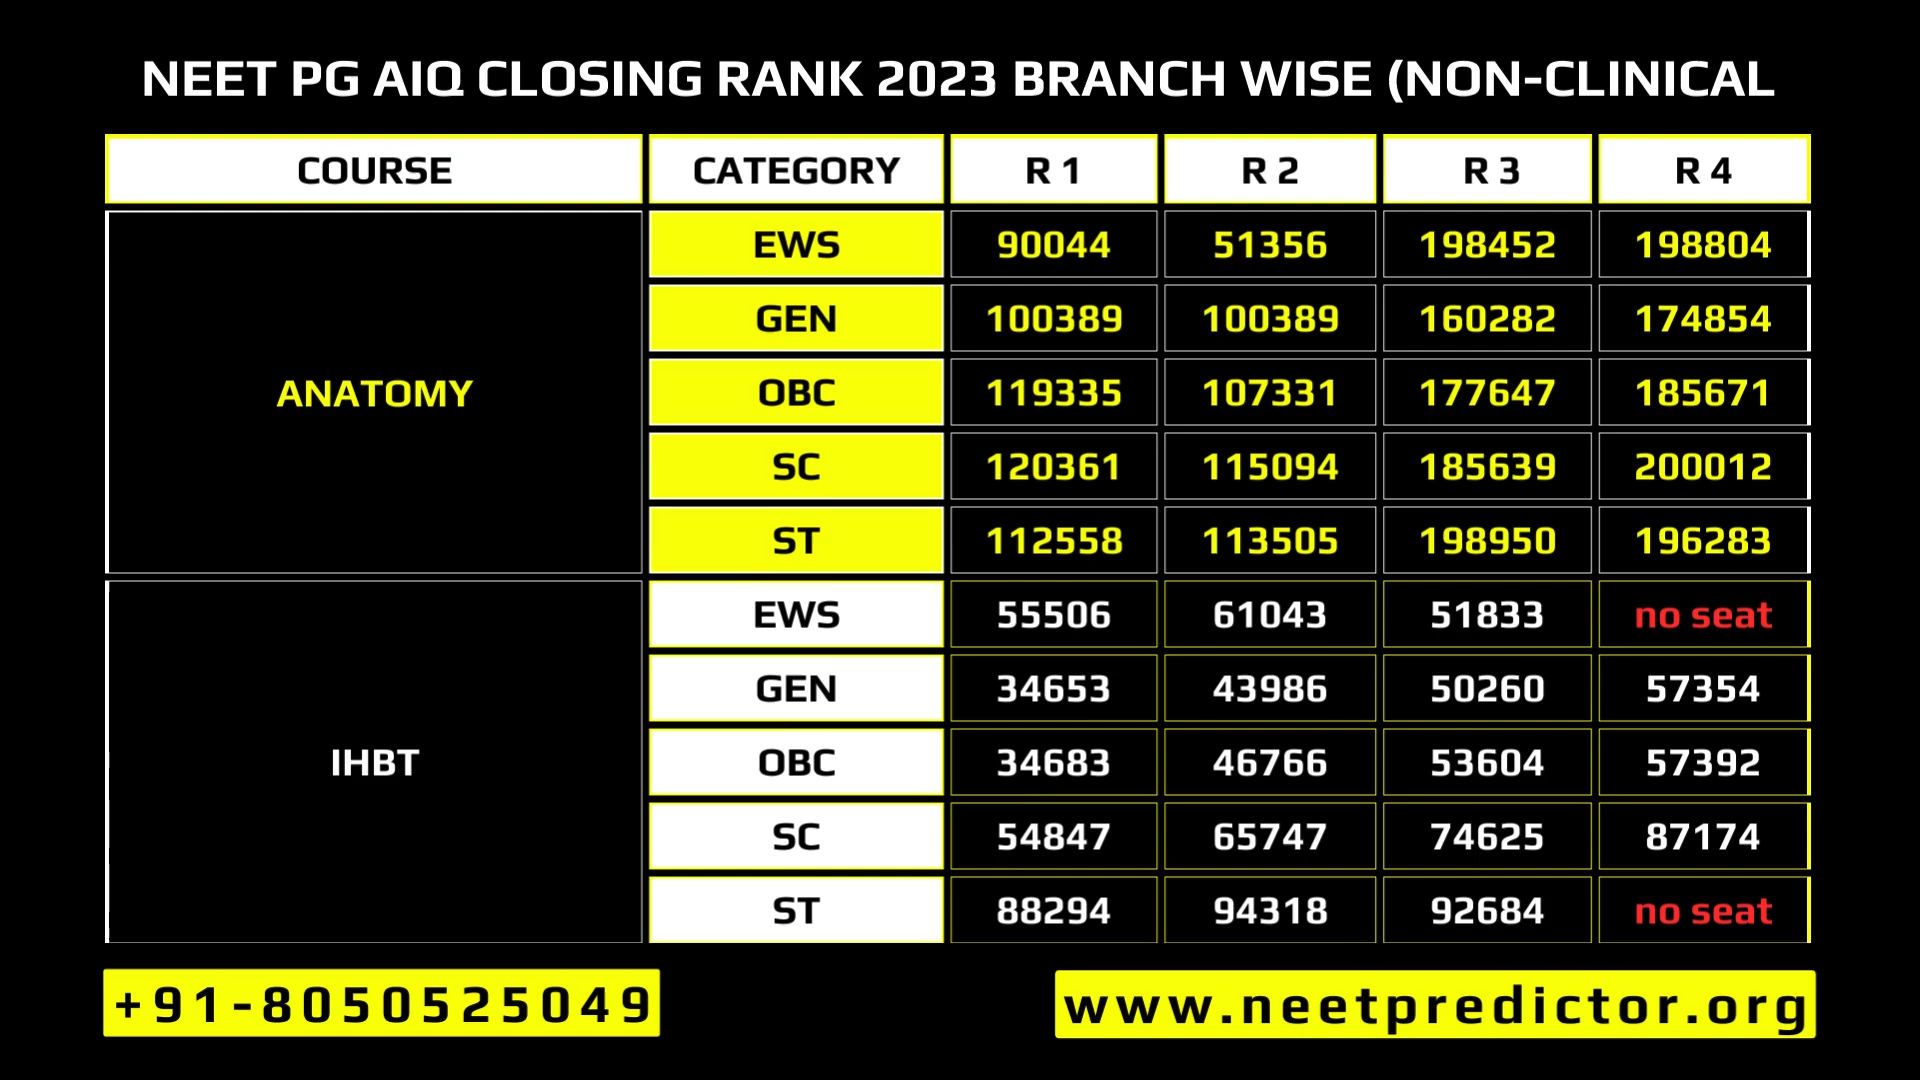 NEET PG AIQ CLOSING RANK 2023 BRANCH WISE (NON-CLINICAL
COURSE CATEGORY R 1 R 2 R 3 R 4
ANATOMY
EWS 90044 51356 198452 198804
GEN 100389 100389 160282 174854
OBC 119335 107331 177647 185671
SC 120361 115094 185639 200012
ST 112558 113505 198950 196283
IHBT
EWS 55506 61043 51833 no seat
GEN 34653 43986 50260 57354
OBC 34683 46766 53604 57392
SC 54847 65747 74625 87174
ST 88294 94318 92684 no seat
+91-8050525049
www.neetpredictor.org